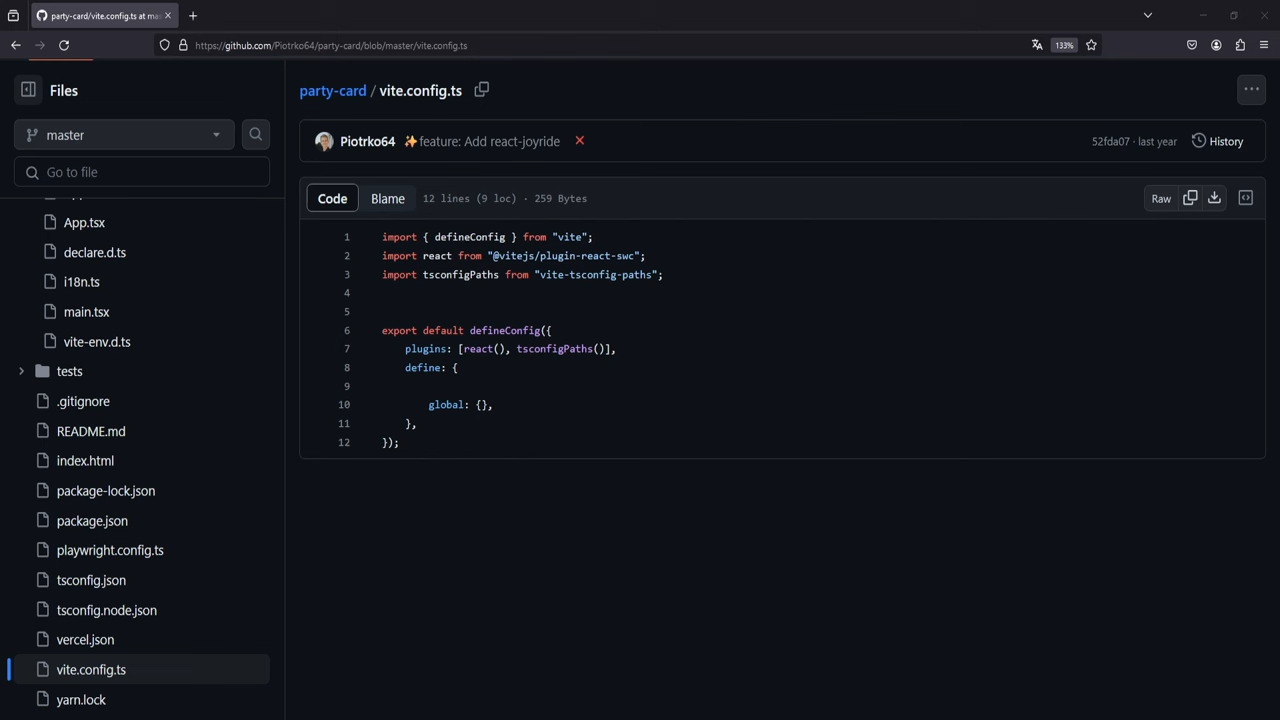 party-card/vite.config.ts at mas
https://github.com/Piotrko64/party-card/blob/master/vite.config.ts
133%
Files
master
Go to file
App.tsx
declare.d.ts
i18n.ts
main.tsx
vite-env.d.ts
tests
.gitignore
README.md
index.html
package-lock.json
package.json
playwright.config.ts
tsconfig.json
tsconfig.node.json
vercel.json
vite.config.ts
yarn.lock
party-card / vite.config.ts
Piotrko64 ✨feature: Add react-joyride
52fda07 · last year
History
Code
Blame
12 lines (9 loc) · 259 Bytes
Raw
1 import { defineConfig } from "vite";
2 import react from "@vitejs/plugin-react-swc";
3 import tsconfigPaths from "vite-tsconfig-paths";
4
5
6 export default defineConfig({
7 plugins: [react(), tsconfigPaths()],
8 define: {
9
10 global: {},
11 },
12 });